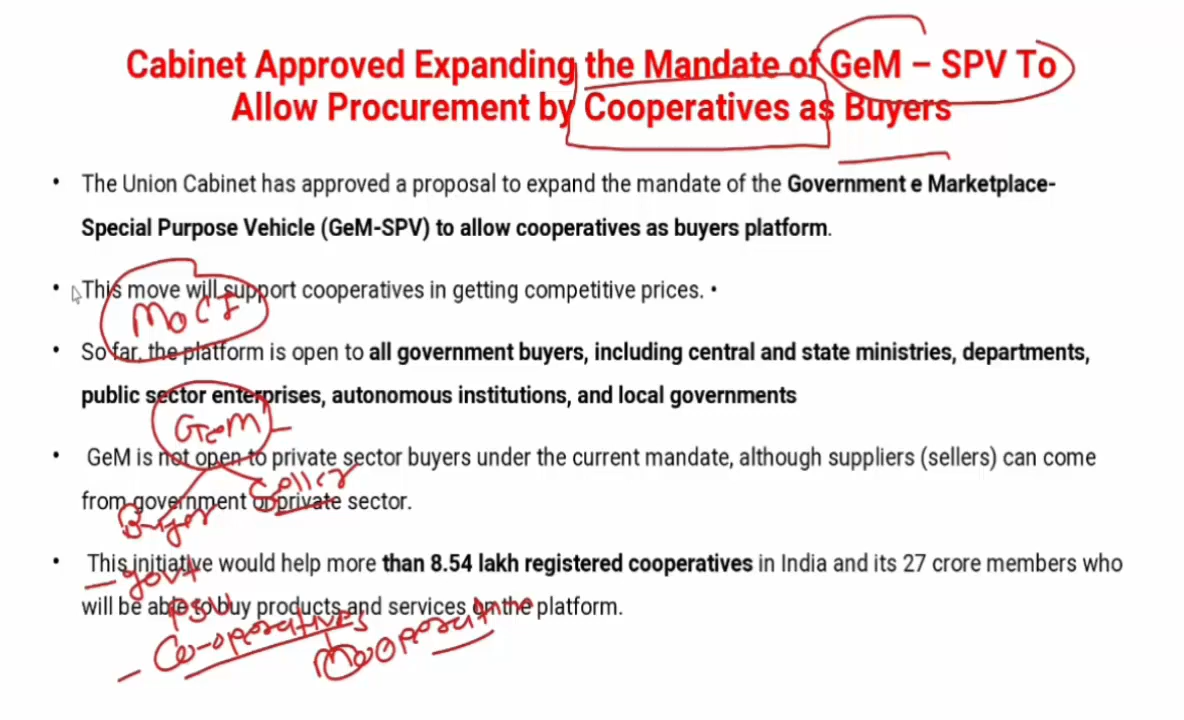 Cabinet Approved Expanding the Mandate of GeM – SPV To
Allow Procurement by Cooperatives as Buyers
• The Union Cabinet has approved a proposal to expand the mandate of the Government e Marketplace-
Special Purpose Vehicle (GeM-SPV) to allow cooperatives as buyers platform.
• This move will support cooperatives in getting competitive prices. •
MoCI
• So far, the platform is open to all government buyers, including central and state ministries, departments,
public sector enterprises, autonomous institutions, and local governments
GeM
• GeM is not open to private sector buyers under the current mandate, although suppliers (sellers) can come
Seller
from government or private sector.
Buyer
• This initiative would help more than 8.54 lakh registered cooperatives in India and its 27 crore members who
– govt
will be able to buy products and services on the platform.
PSU
– Co-operatives